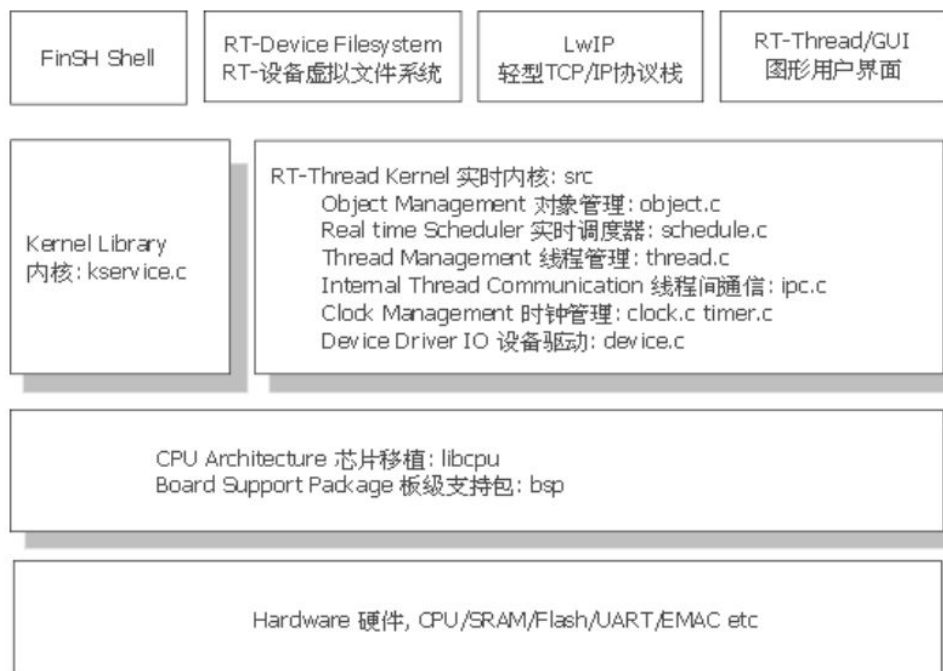 FinSH Shell
RT-Device Filesystem
RT-设备虚拟文件系统
LwIP
轻型TCP/IP协议栈
RT-Thread/GUI
图形用户界面
Kernel Library
内核: kservice.c
RT-Thread Kernel 实时内核: src
Object Management 对象管理: object.c
Real time Scheduler 实时调度器: schedule.c
Thread Management 线程管理: thread.c
Internal Thread Communication 线程间通信: ipc.c
Clock Management 时钟管理: clock.c timer.c
Device Driver IO 设备驱动: device.c
CPU Architecture 芯片移植: libcpu
Board Support Package 板级支持包: bsp
Hardware 硬件, CPU/SRAM/Flash/UART/EMAC etc